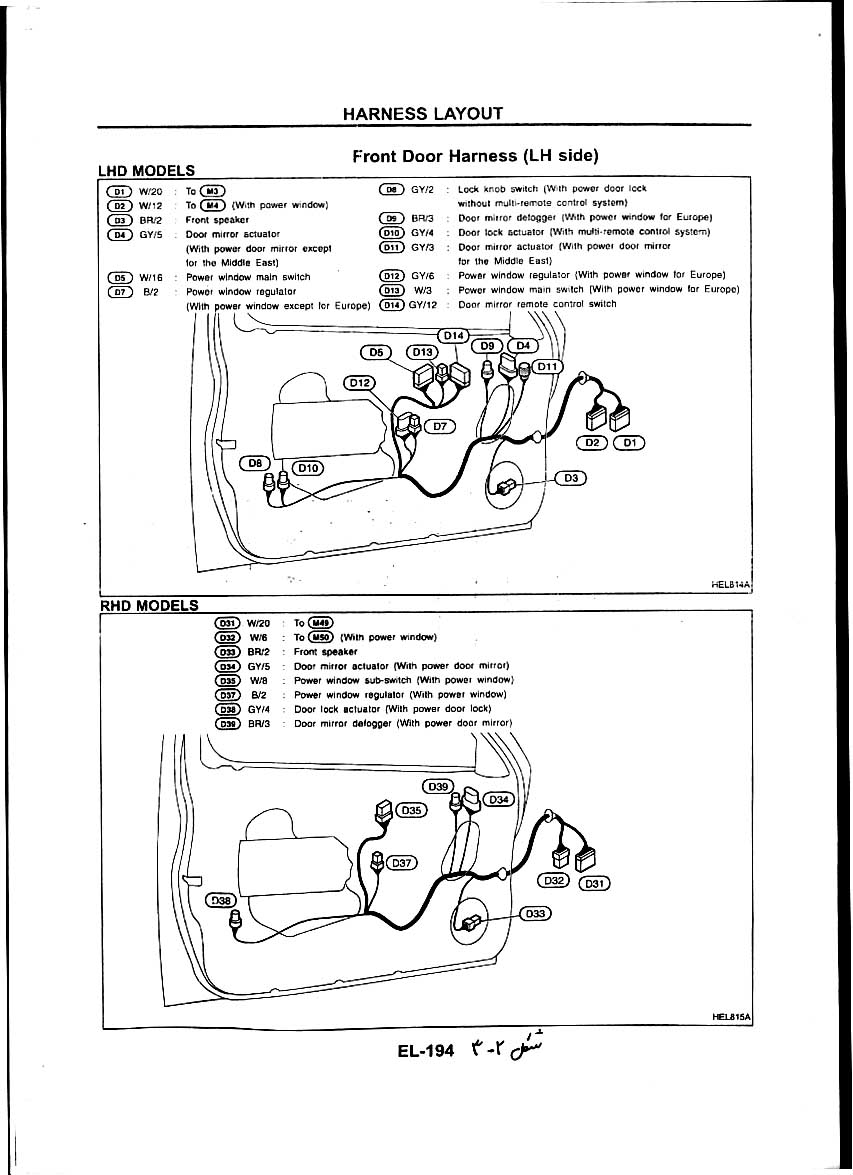 HARNESS LAYOUT
Front Door Harness (LH side)
LHD MODELS
D1 W/20 : To M3
D2 W/12 : To M4 (With power window)
D3 BR/2 : Front speaker
D4 GY/5 : Door mirror actuator
(With power door mirror except
for the Middle East)
D5 W/16 : Power window main switch
D7 B/2 : Power window regulator
(With power window except for Europe)
D8 GY/2 : Lock knob switch (With power door lock
without multi-remote control system)
D9 BR/3 : Door mirror defogger (With power window for Europe)
D10 GY/4 : Door lock actuator (With multi-remote control system)
D11 GY/3 : Door mirror actuator (With power door mirror
for the Middle East)
D12 GY/6 : Power window regulator (With power window for Europe)
D13 W/3 : Power window main switch (With power window for Europe)
D14 GY/12 : Door mirror remote control switch
D14
D5 D13 D9 D4
D11
D12
D7
D2 D1
D8 D10
D3
HEL814A
RHD MODELS
D31 W/20 : To M49
D32 W/6 : To M50 (With power window)
D33 BR/2 : Front speaker
D34 GY/5 : Door mirror actuator (With power door mirror)
D35 W/8 : Power window sub-switch (With power window)
D37 B/2 : Power window regulator (With power window)
D38 GY/4 : Door lock actuator (With power door lock)
D39 BR/3 : Door mirror defogger (With power door mirror)
D39
D35 D34
D37
D32 D31
D38
D33
HEL815A
EL-194 شکل ۲-۳